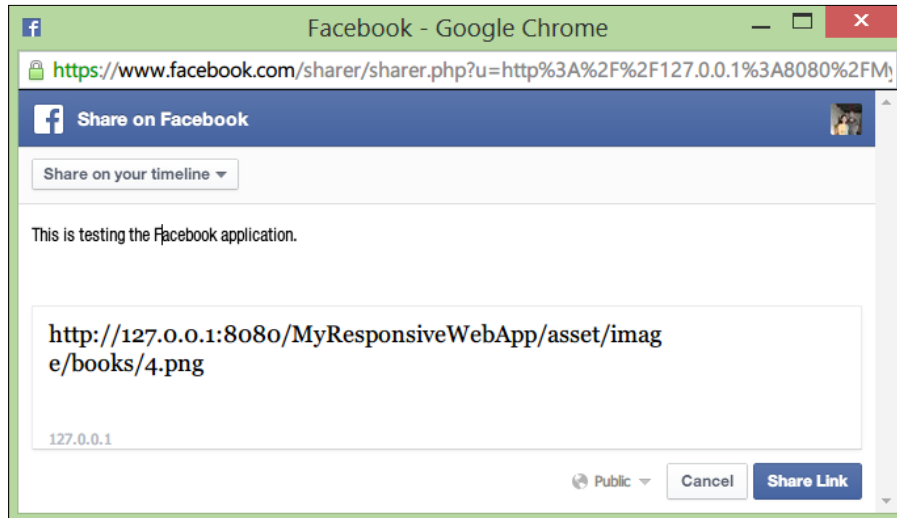 Facebook - Google Chrome
https://www.facebook.com/sharer/sharer.php?u=http%3A%2F%2F127.0.0.1%3A8080%2FMy
Share on Facebook
Share on your timeline
This is testing the Facebook application.
http://127.0.0.1:8080/MyResponsiveWebApp/asset/imag
e/books/4.png
127.0.0.1
Public Cancel Share Link